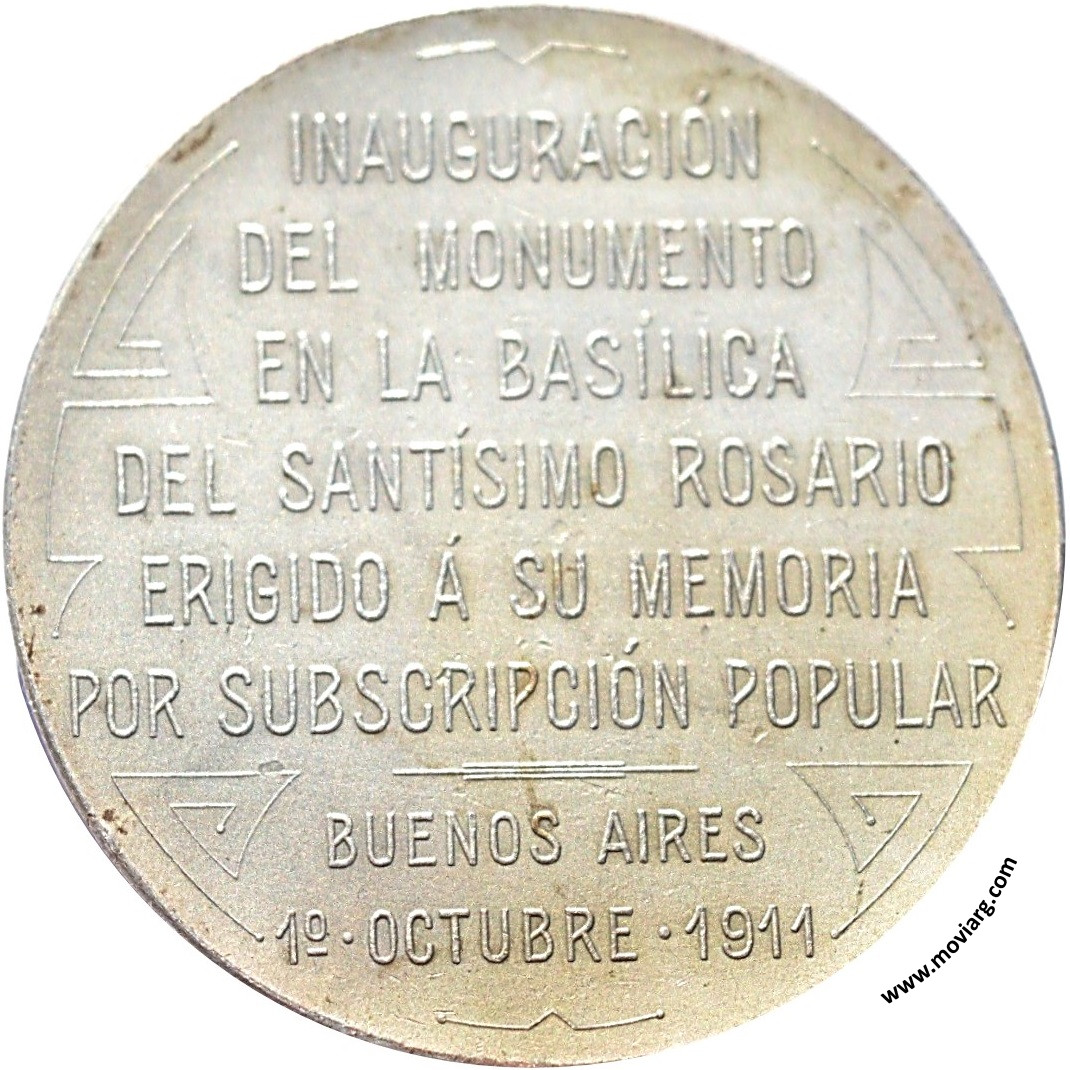 INAUGURACIÓN
DEL MONUMENTO
EN LA BASÍLICA
DEL SANTÍSIMO ROSARIO
ERIGIDO Á SU MEMORIA
POR SUBSCRIPCIÓN POPULAR
BUENOS AIRES
1º · OCTUBRE · 1911
www.moviarg.com